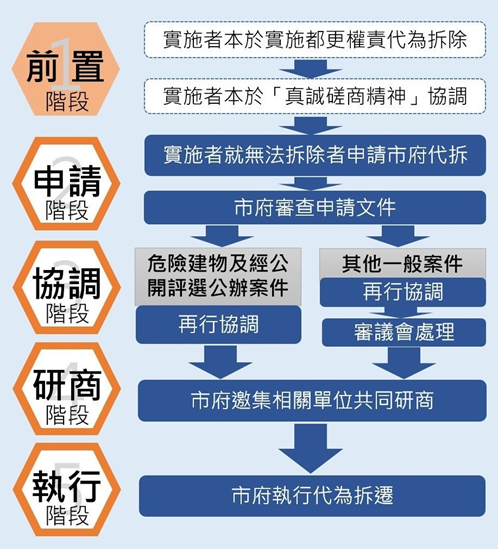 1
前置
階段
實施者本於實施都更權責代為拆除
實施者本於「真誠磋商精神」協調
2
申請
階段
實施者就無法拆除者申請市府代拆
市府審查申請文件
3
協調
階段
危險建物及經公
開評選公辦案件
再行協調
其他一般案件
再行協調
審議會處理
4
研商
階段
市府邀集相關單位共同研商
5
執行
階段
市府執行代為拆遷